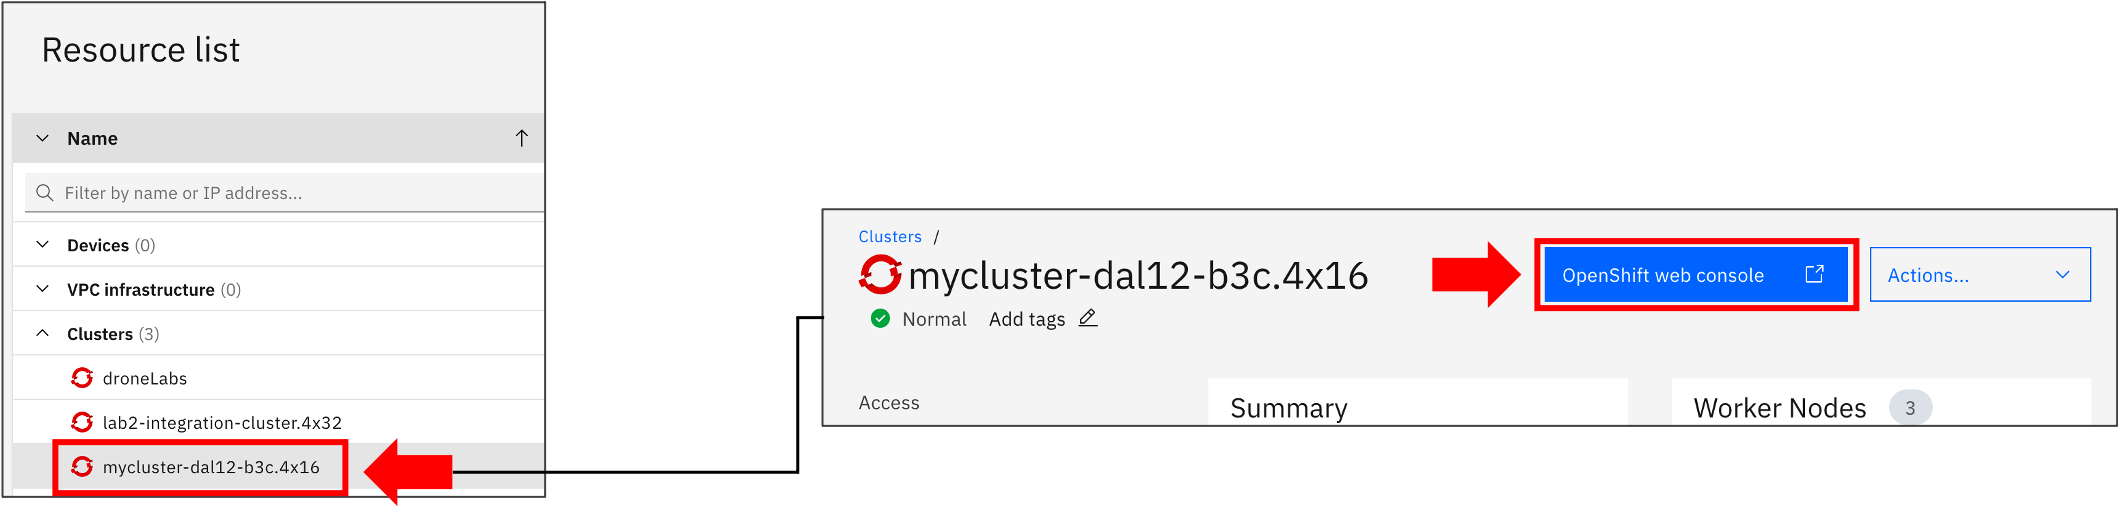 Resource list
Name
Filter by name or IP address...
Devices (0)
VPC infrastructure (0)
Clusters (3)
droneLabs
lab2-integration-cluster.4x32
mycluster-dal12-b3c.4x16
Clusters /
mycluster-dal12-b3c.4x16
OpenShift web console
Actions...
Normal Add tags
Access
Summary
Worker Nodes 3